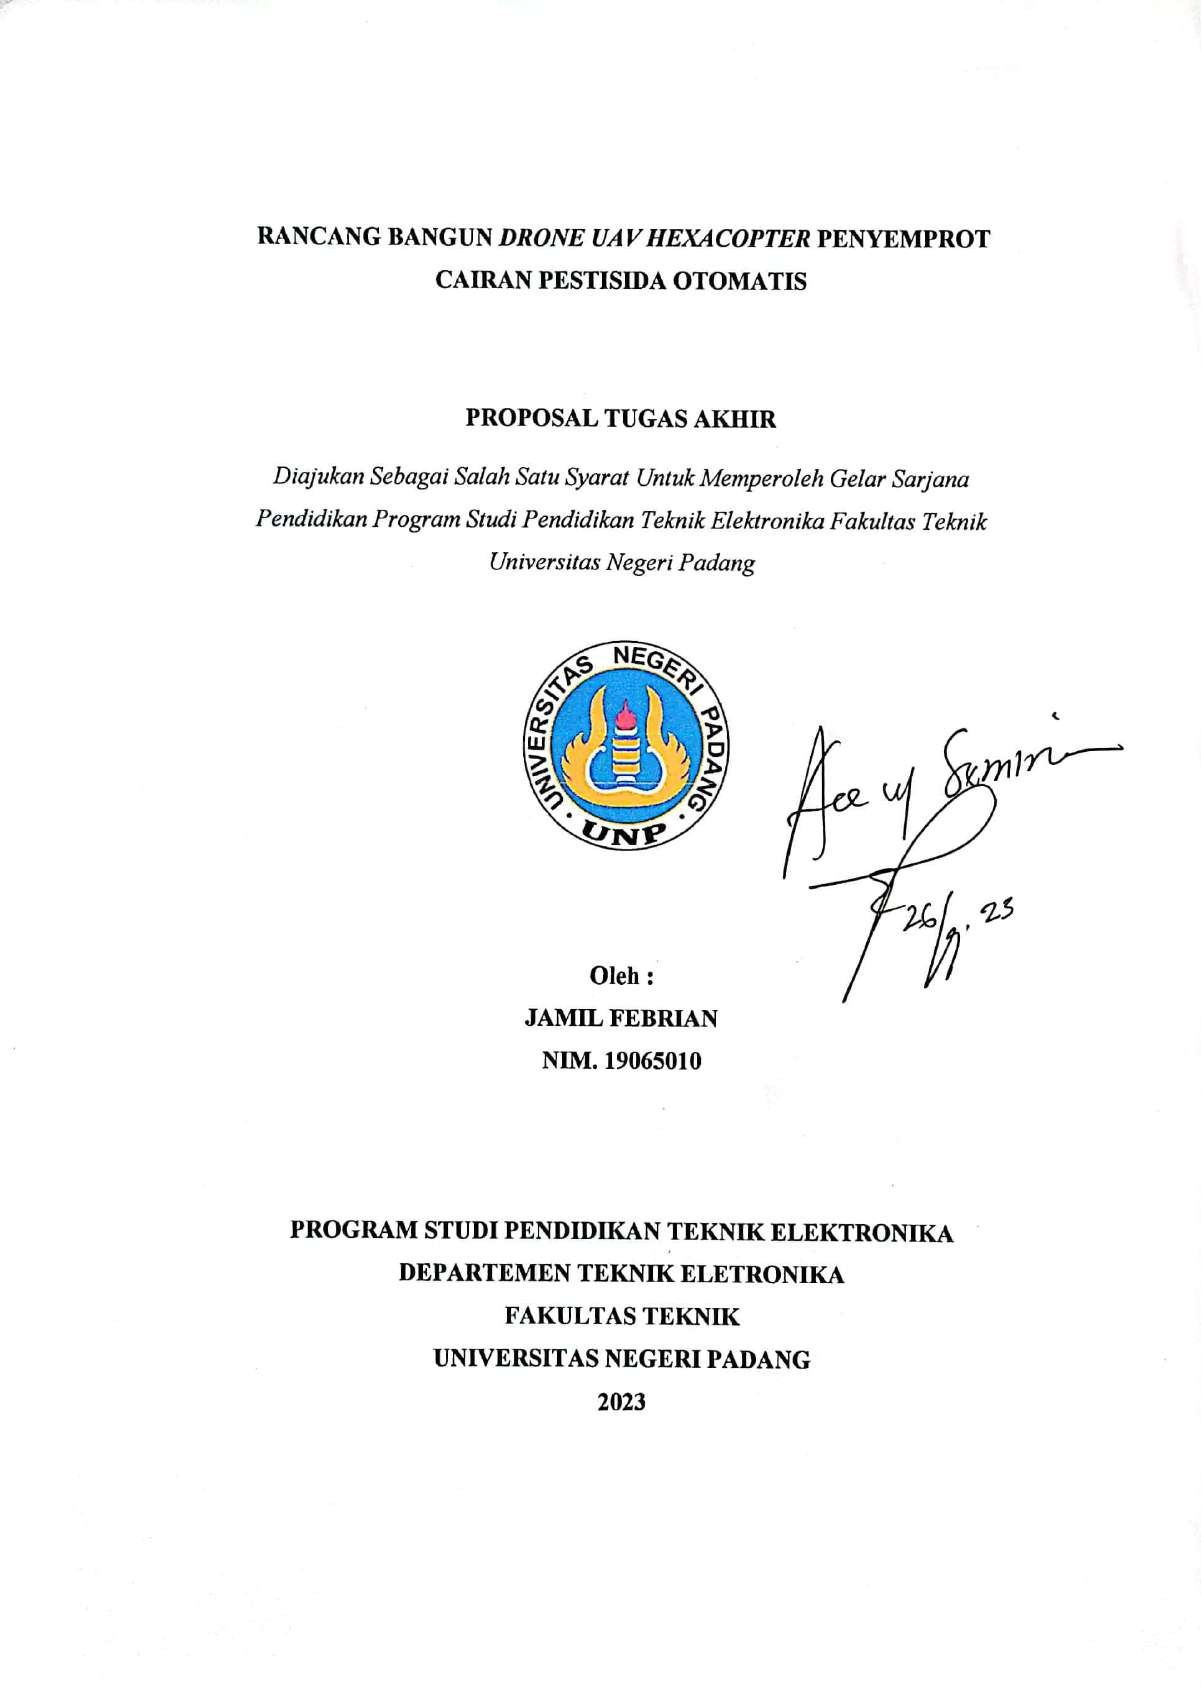 RANCANG BANGUN DRONE UAV HEXACOPTER PENYEMPROT
CAIRAN PESTISIDA OTOMATIS
PROPOSAL TUGAS AKHIR
Diajukan Sebagai Salah Satu Syarat Untuk Memperoleh Gelar Sarjana
Pendidikan Program Studi Pendidikan Teknik Elektronika Fakultas Teknik
Universitas Negeri Padang
UNIVERSITAS NEGERI PADANG
UNP
Acc
26/9.23
Oleh :
JAMIL FEBRIAN
NIM. 19065010
PROGRAM STUDI PENDIDIKAN TEKNIK ELEKTRONIKA
DEPARTEMEN TEKNIK ELETRONIKA
FAKULTAS TEKNIK
UNIVERSITAS NEGERI PADANG
2023